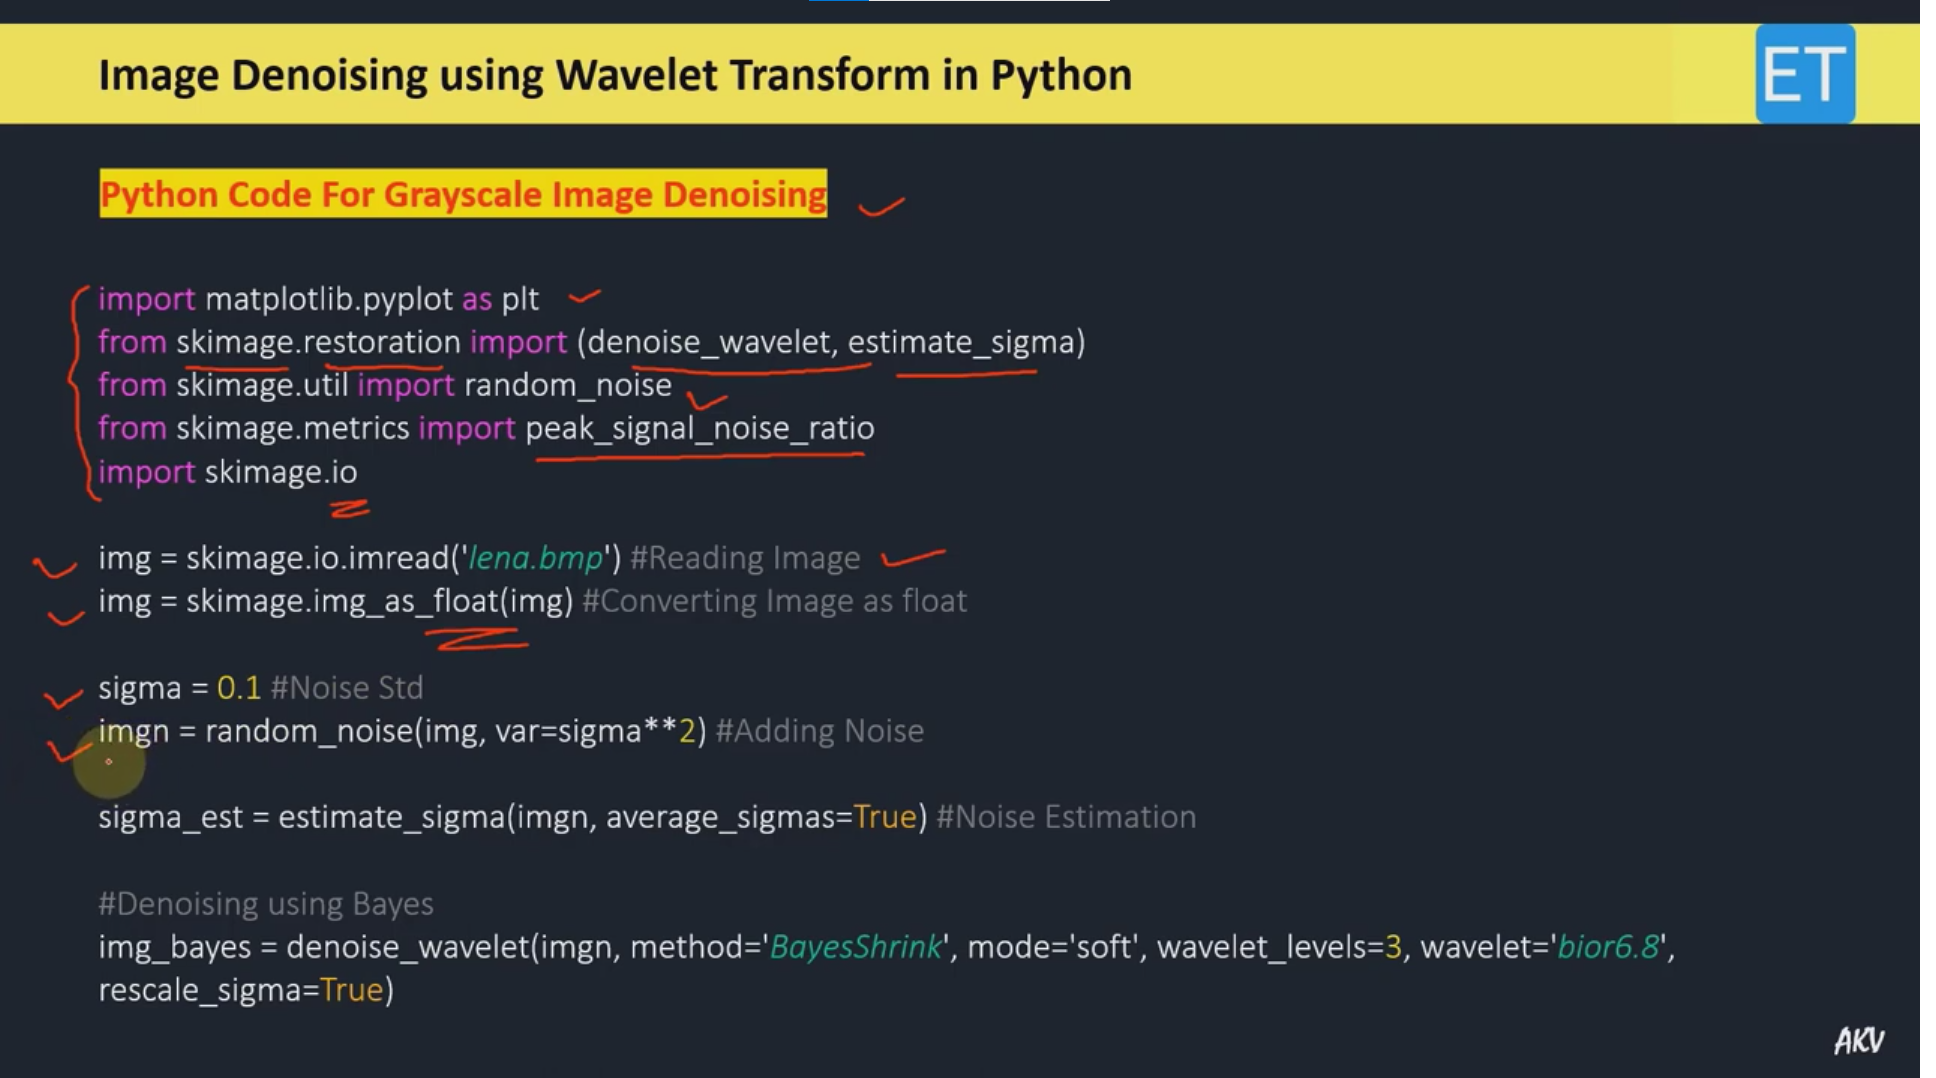 Image Denoising using Wavelet Transform in Python
ET
Python Code For Grayscale Image Denoising
import matplotlib.pyplot as plt
from skimage.restoration import (denoise_wavelet, estimate_sigma)
from skimage.util import random_noise
from skimage.metrics import peak_signal_noise_ratio
import skimage.io
img = skimage.io.imread('lena.bmp') #Reading Image
img = skimage.img_as_float(img) #Converting Image as float
sigma = 0.1 #Noise Std
imgn = random_noise(img, var=sigma**2) #Adding Noise
sigma_est = estimate_sigma(imgn, average_sigmas=True) #Noise Estimation
#Denoising using Bayes
img_bayes = denoise_wavelet(imgn, method='BayesShrink', mode='soft', wavelet_levels=3, wavelet='bior6.8',
rescale_sigma=True)
AKV